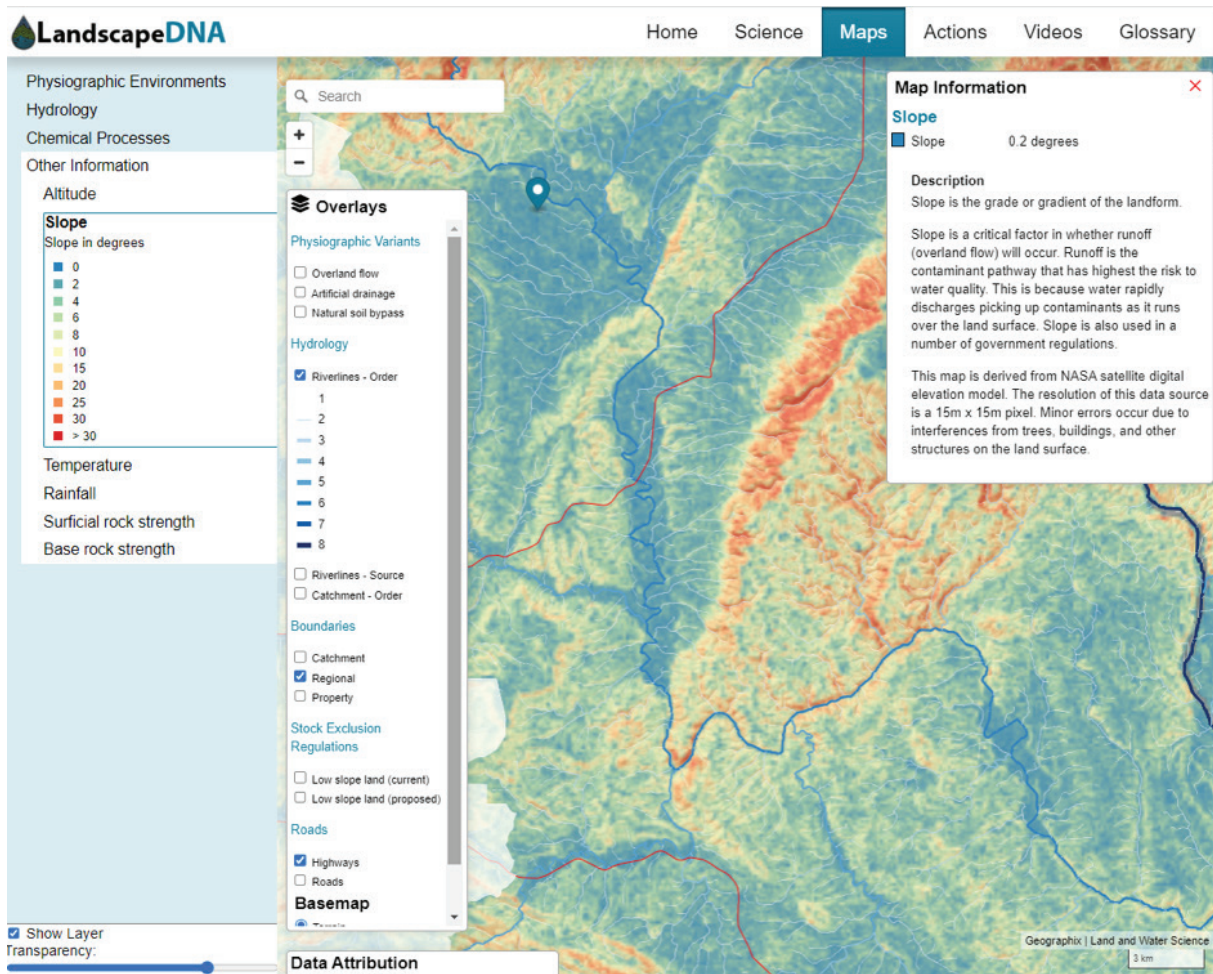 LandscapeDNA
Home Science Maps Actions Videos Glossary
Physiographic Environments
Hydrology
Chemical Processes
Other Information
Altitude
Slope
Slope in degrees
0
2
4
6
8
10
15
20
25
30
> 30
Temperature
Rainfall
Surficial rock strength
Base rock strength
Show Layer
Transparency:
Search
+
−
Overlays
Physiographic Variants
Overland flow
Artificial drainage
Natural soil bypass
Hydrology
Riverlines - Order
1
2
3
4
5
6
7
8
Riverlines - Source
Catchment - Order
Boundaries
Catchment
Regional
Property
Stock Exclusion
Regulations
Low slope land (current)
Low slope land (proposed)
Roads
Highways
Roads
Basemap
Terrain
Data Attribution
Map Information
Slope
Slope 0.2 degrees
Description
Slope is the grade or gradient of the landform.
Slope is a critical factor in whether runoff
(overland flow) will occur. Runoff is the
contaminant pathway that has highest the risk to
water quality. This is because water rapidly
discharges picking up contaminants as it runs
over the land surface. Slope is also used in a
number of government regulations.
This map is derived from NASA satellite digital
elevation model. The resolution of this data source
is a 15m x 15m pixel. Minor errors occur due to
interferences from trees, buildings, and other
structures on the land surface.
Geographix | Land and Water Science
3 km